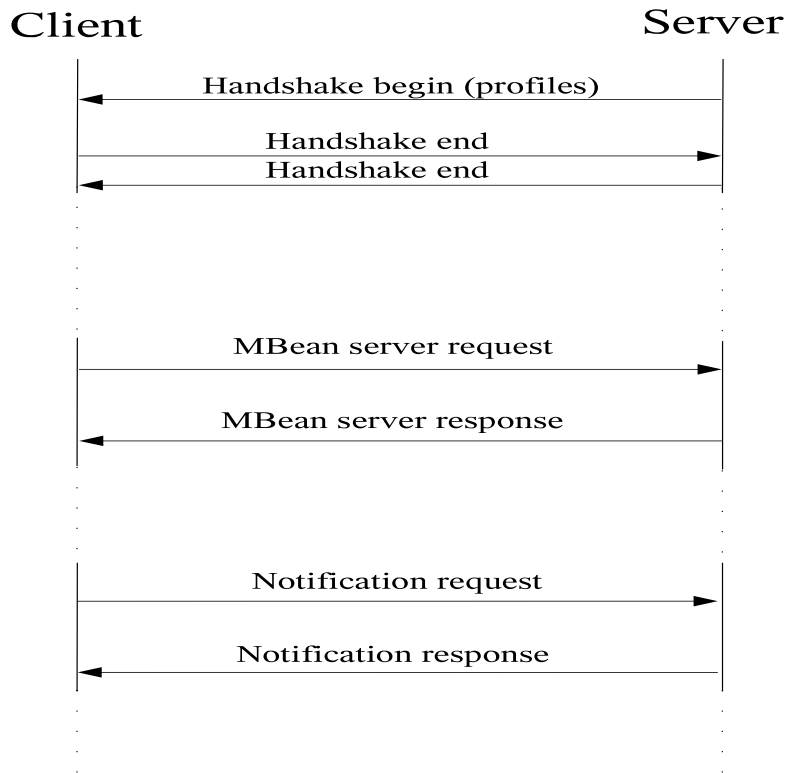 Client
Server
Handshake begin (profiles)
Handshake end
Handshake end
MBean server request
MBean server response
Notification request
Notification response